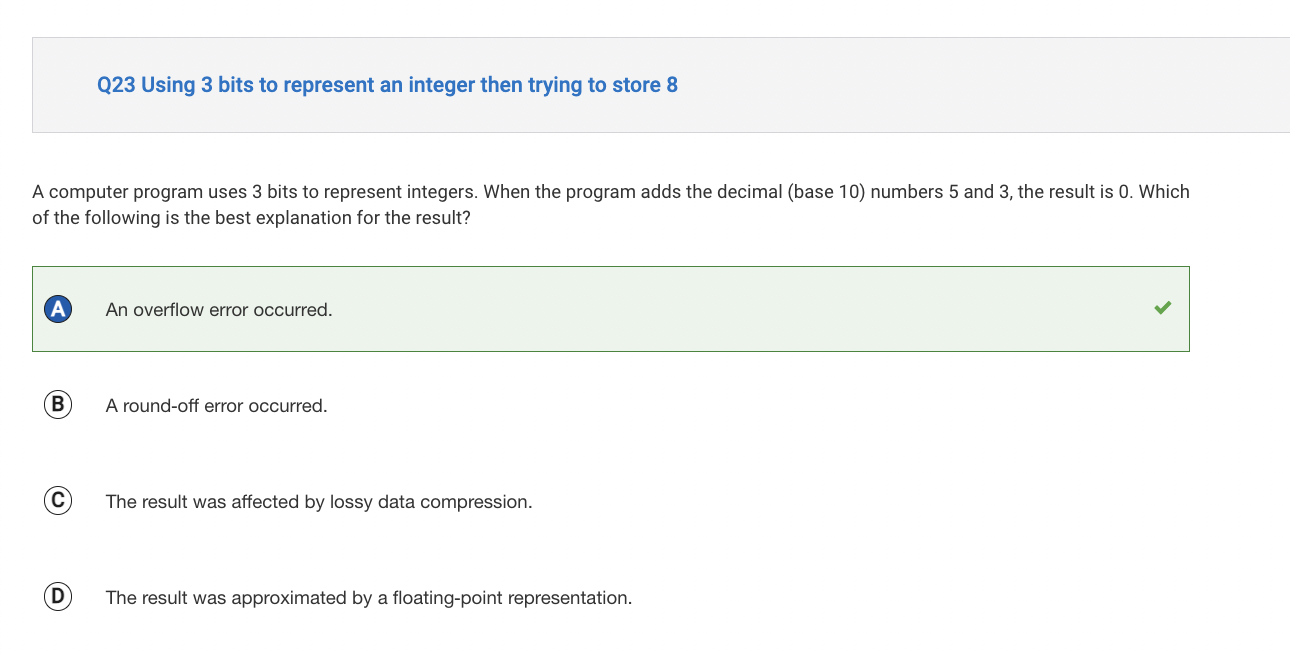 Q23 Using 3 bits to represent an integer then trying to store 8
A computer program uses 3 bits to represent integers. When the program adds the decimal (base 10) numbers 5 and 3, the result is 0. Which
of the following is the best explanation for the result?
A An overflow error occurred.
B A round-off error occurred.
C The result was affected by lossy data compression.
D The result was approximated by a floating-point representation.